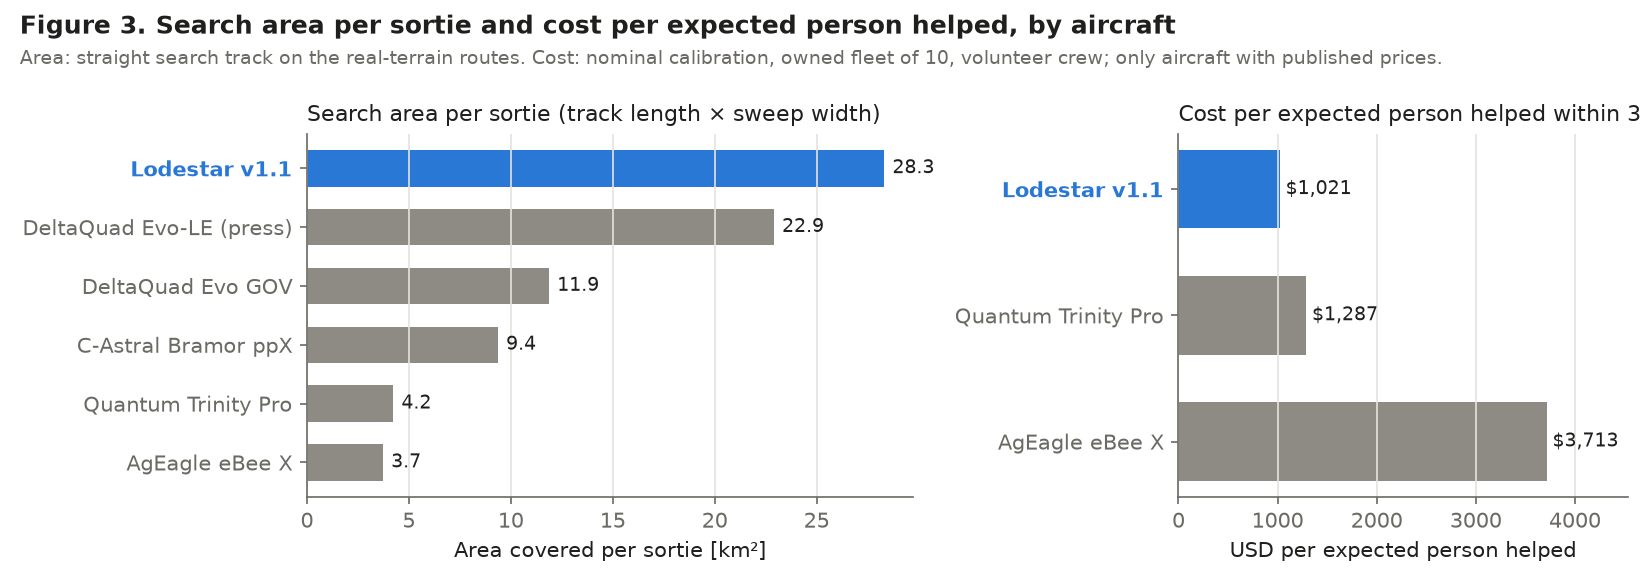 Figure 3. Search area per sortie and cost per expected person helped, by aircraft
Area: straight search track on the real-terrain routes. Cost: nominal calibration, owned fleet of 10, volunteer crew; only aircraft with published prices.
Search area per sortie (track length × sweep width)
Lodestar v1.1
28.3
DeltaQuad Evo-LE (press)
22.9
DeltaQuad Evo GOV
11.9
C-Astral Bramor ppX
9.4
Quantum Trinity Pro
4.2
AgEagle eBee X
3.7
0 5 10 15 20 25
Area covered per sortie [km²]
Cost per expected person helped within 3
Lodestar v1.1
$1,021
Quantum Trinity Pro
$1,287
AgEagle eBee X
$3,713
0 1000 2000 3000 4000
USD per expected person helped